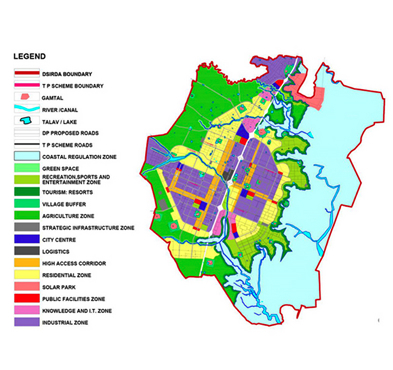 LEGEND
DSIRDA BOUNDARY
T P SCHEME BOUNDARY
GAMTAL
RIVER /CANAL
TALAV / LAKE
DP PROPOSED ROADS
T P SCHEME ROADS
COASTAL REGULATION ZONE
GREEN SPACE
RECREATION,SPORTS AND
ENTERTAINMENT ZONE
TOURISM: RESORTS
VILLAGE BUFFER
AGRICULTURE ZONE
STRATEGIC INFRASTRUCTURE ZONE
CITY CENTRE
LOGISTICS
HIGH ACCESS CORRIDOR
RESIDENTIAL ZONE
SOLAR PARK
PUBLIC FACILITIES ZONE
KNOWLEDGE AND I.T. ZONE
INDUSTRIAL ZONE